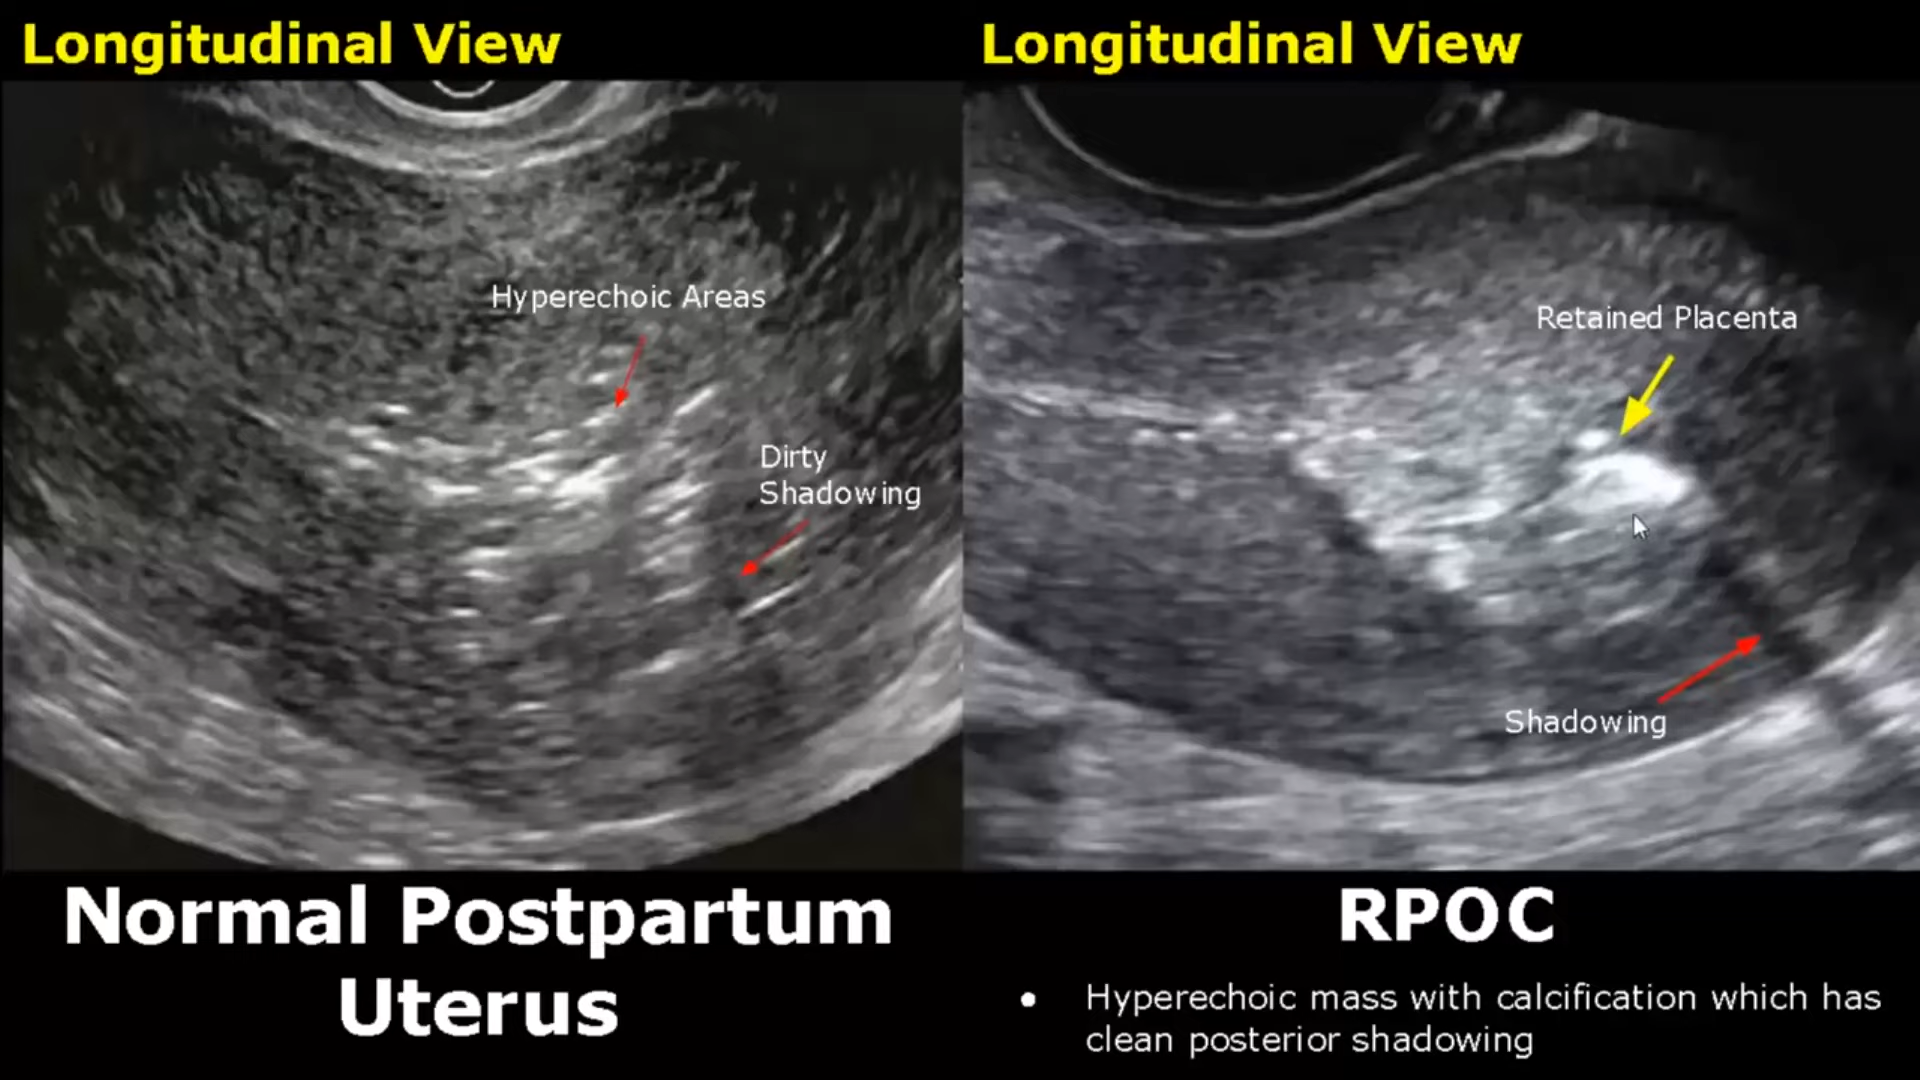 Longitudinal View
Hyperechoic Areas
Dirty
Shadowing
Normal Postpartum
Uterus
Longitudinal View
Retained Placenta
Shadowing
RPOC
• Hyperechoic mass with calcification which has
clean posterior shadowing